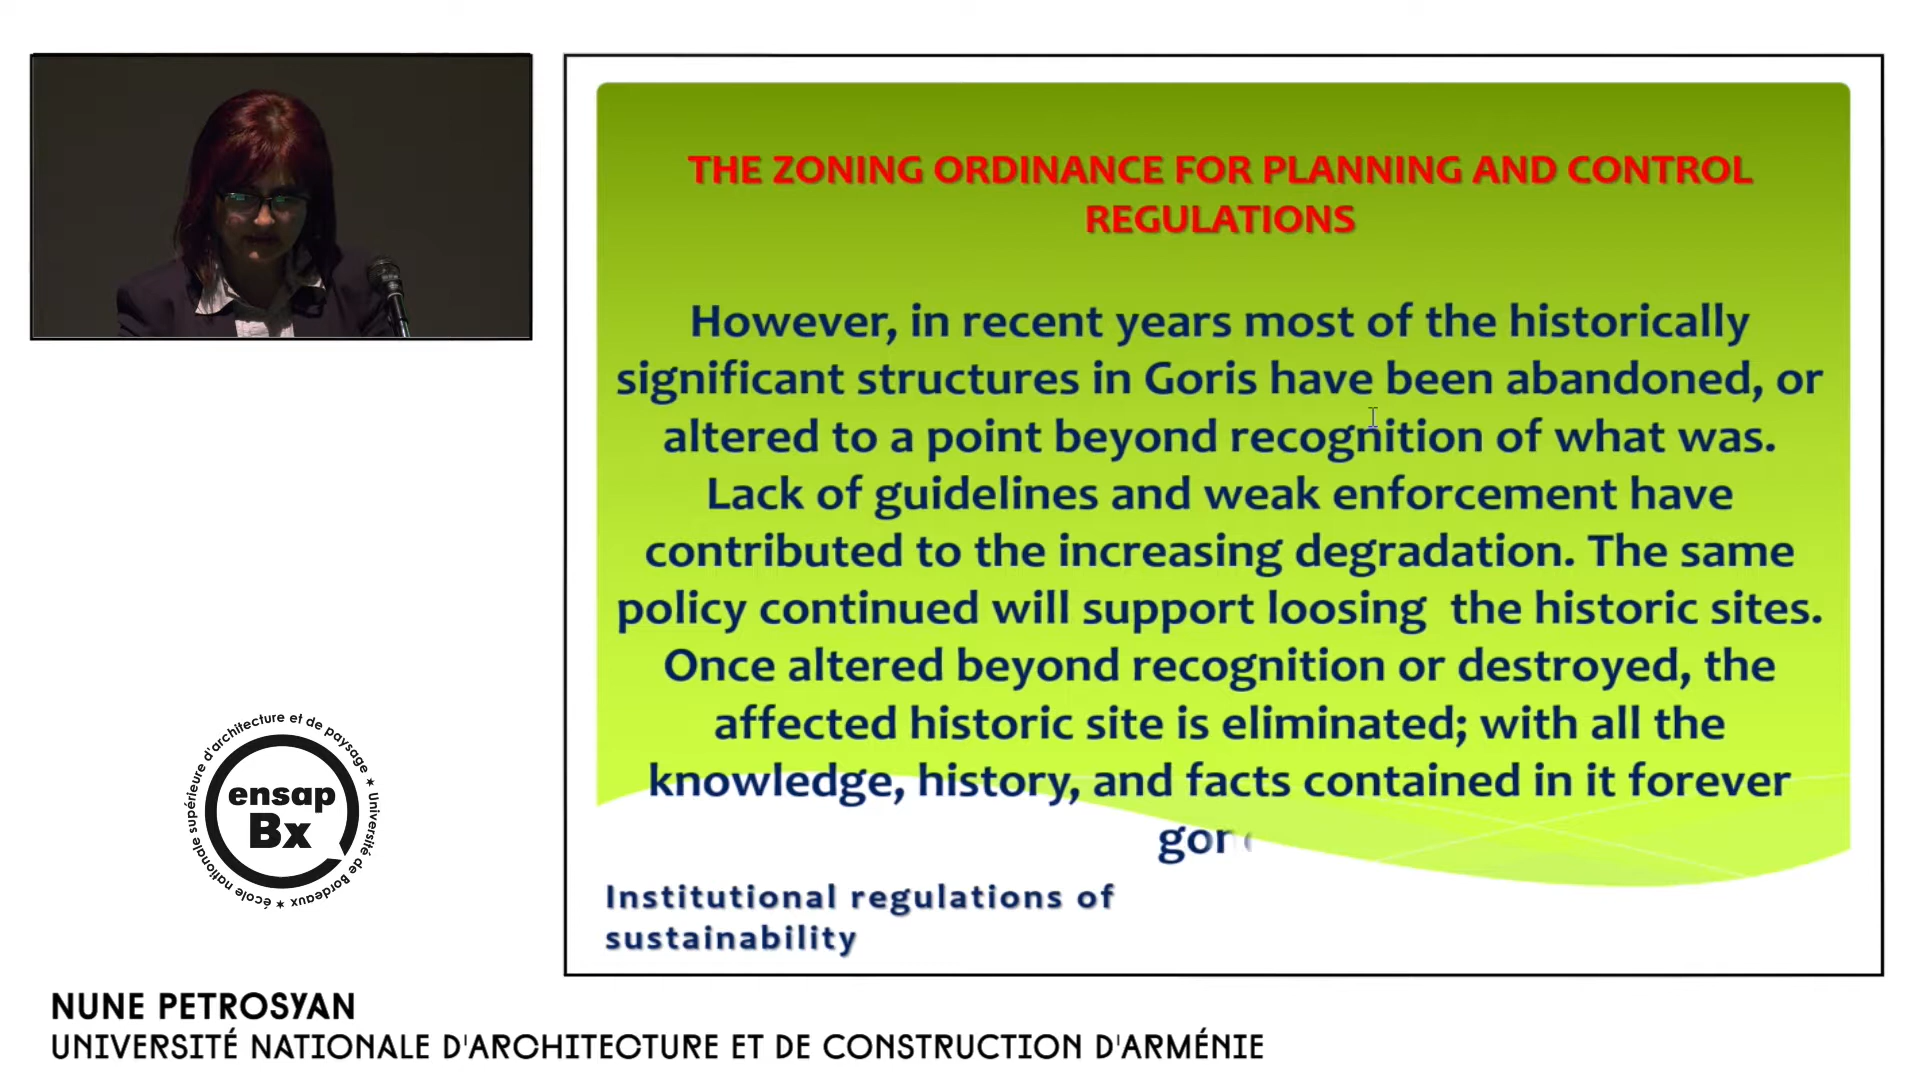 THE ZONING ORDINANCE FOR PLANNING AND CONTROL
REGULATIONS
However, in recent years most of the historically
significant structures in Goris have been abandoned, or
altered to a point beyond recognition of what was.
Lack of guidelines and weak enforcement have
contributed to the increasing degradation. The same
policy continued will support loosing the historic sites.
Once altered beyond recognition or destroyed, the
affected historic site is eliminated; with all the
knowledge, history, and facts contained in it forever
Institutional regulations of
sustainability
école nationale supérieure d'architecture et de paysage ✶ Université de Bordeaux ✶
ensap
Bx
NUNE PETROSYAN
UNIVERSITÉ NATIONALE D'ARCHITECTURE ET DE CONSTRUCTION D'ARMÉNIE